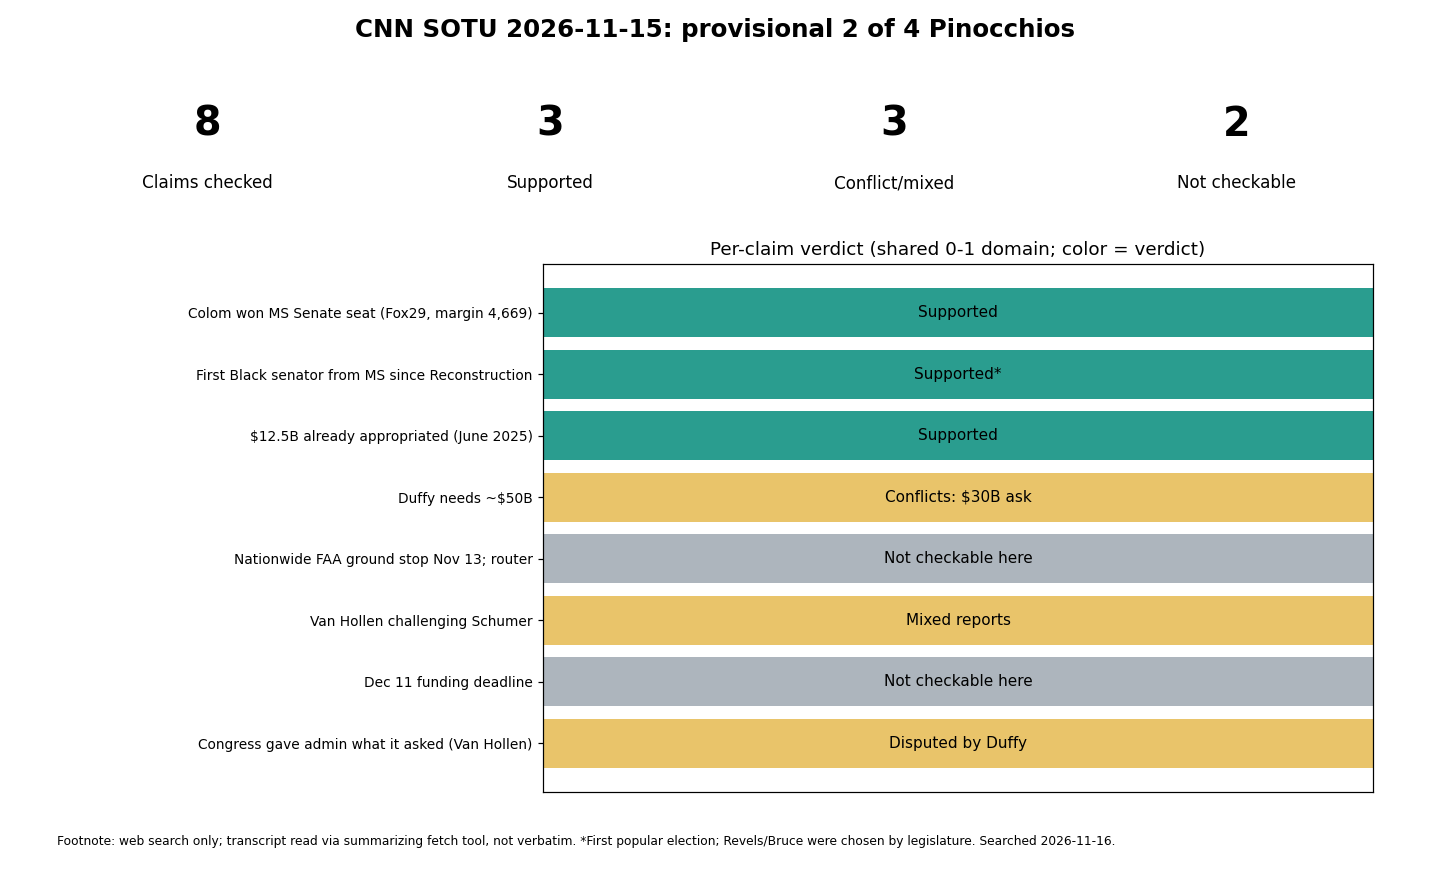 CNN SOTU 2026-11-15: provisional 2 of 4 Pinocchios
8
3
3
2
Claims checked
Supported
Conflict/mixed
Not checkable
Per-claim verdict (shared 0-1 domain; color = verdict)
Colom won MS Senate seat (Fox29, margin 4,669)
Supported
First Black senator from MS since Reconstruction
Supported*
$12.5B already appropriated (June 2025)
Supported
Duffy needs ~$50B
Conflicts: $30B ask
Nationwide FAA ground stop Nov 13; router
Not checkable here
Van Hollen challenging Schumer
Mixed reports
Dec 11 funding deadline
Not checkable here
Congress gave admin what it asked (Van Hollen)
Disputed by Duffy
Footnote: web search only; transcript read via summarizing fetch tool, not verbatim. *First popular election; Revels/Bruce were chosen by legislature. Searched 2026-11-16.